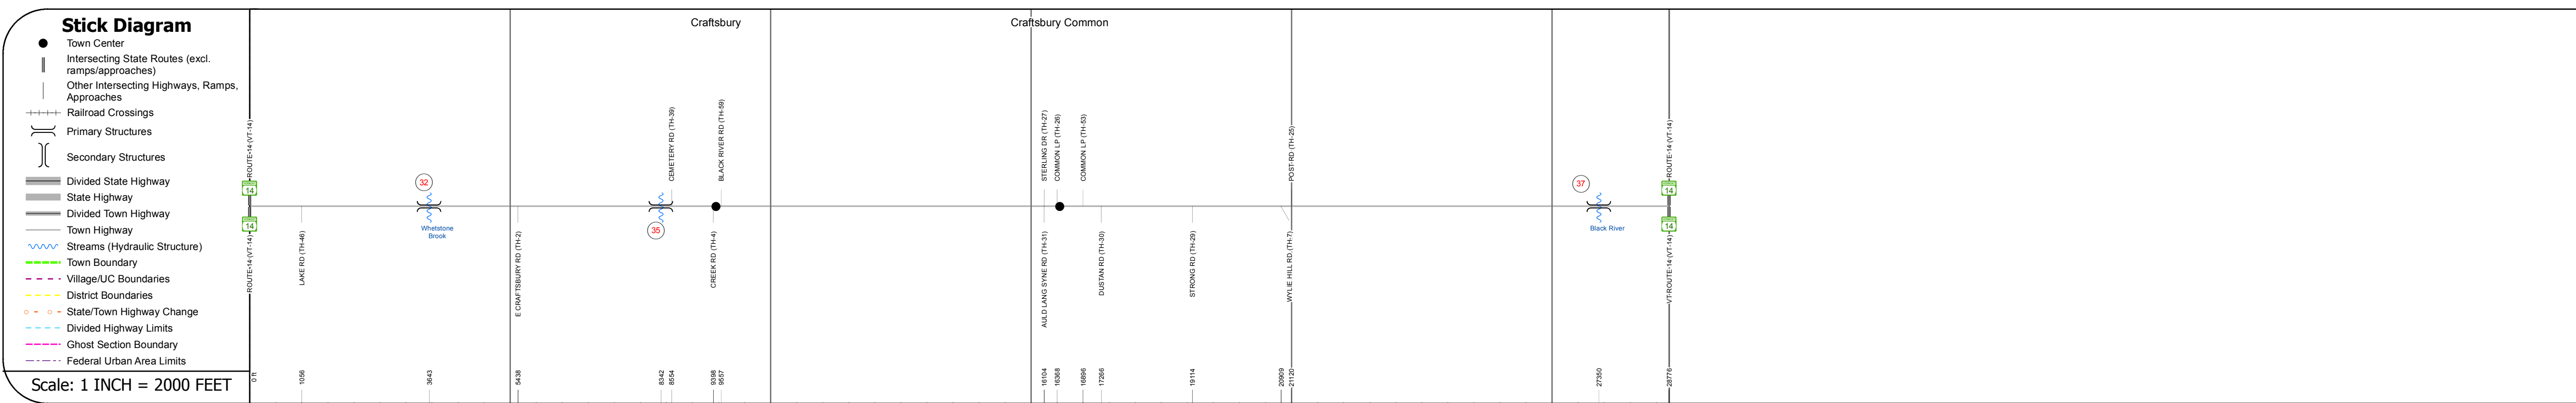 Stick Diagram
Town Center
Intersecting State Routes (excl.
ramps/approaches)
Other Intersecting Highways, Ramps,
Approaches
Railroad Crossings
Primary Structures
Secondary Structures
Divided State Highway
State Highway
Divided Town Highway
Town Highway
Streams (Hydraulic Structure)
Town Boundary
Village/UC Boundaries
District Boundaries
State/Town Highway Change
Divided Highway Limits
Ghost Section Boundary
Federal Urban Area Limits
Scale: 1 INCH = 2000 FEET
Craftsbury
Craftsbury Common
ROUTE-14 (VT-14)
CEMETERY RD (TH-39)
BLACK RIVER RD (TH-59)
STERLING DR (TH-27)
COMMON LP (TH-26)
COMMON LP (TH-53)
POST-RD (TH-25)
ROUTE-14 (VT-14)
14
32
37
14
14
35
14
Whetstone
Brook
Black River
ROUTE-14 (VT-14)
LAKE RD (TH-46)
E CRAFTSBURY RD (TH-2)
CREEK RD (TH-4)
AULD LANG SYNE RD (TH-31)
DUSTAN RD (TH-30)
STRONG RD (TH-29)
WYLIE HILL RD (TH-7)
VT-ROUTE-14 (VT-14)
0 ft
1056
3643
5438
8342
8554
9398
9557
16104
16368
16896
17266
19114
20909
21120
27350
28776